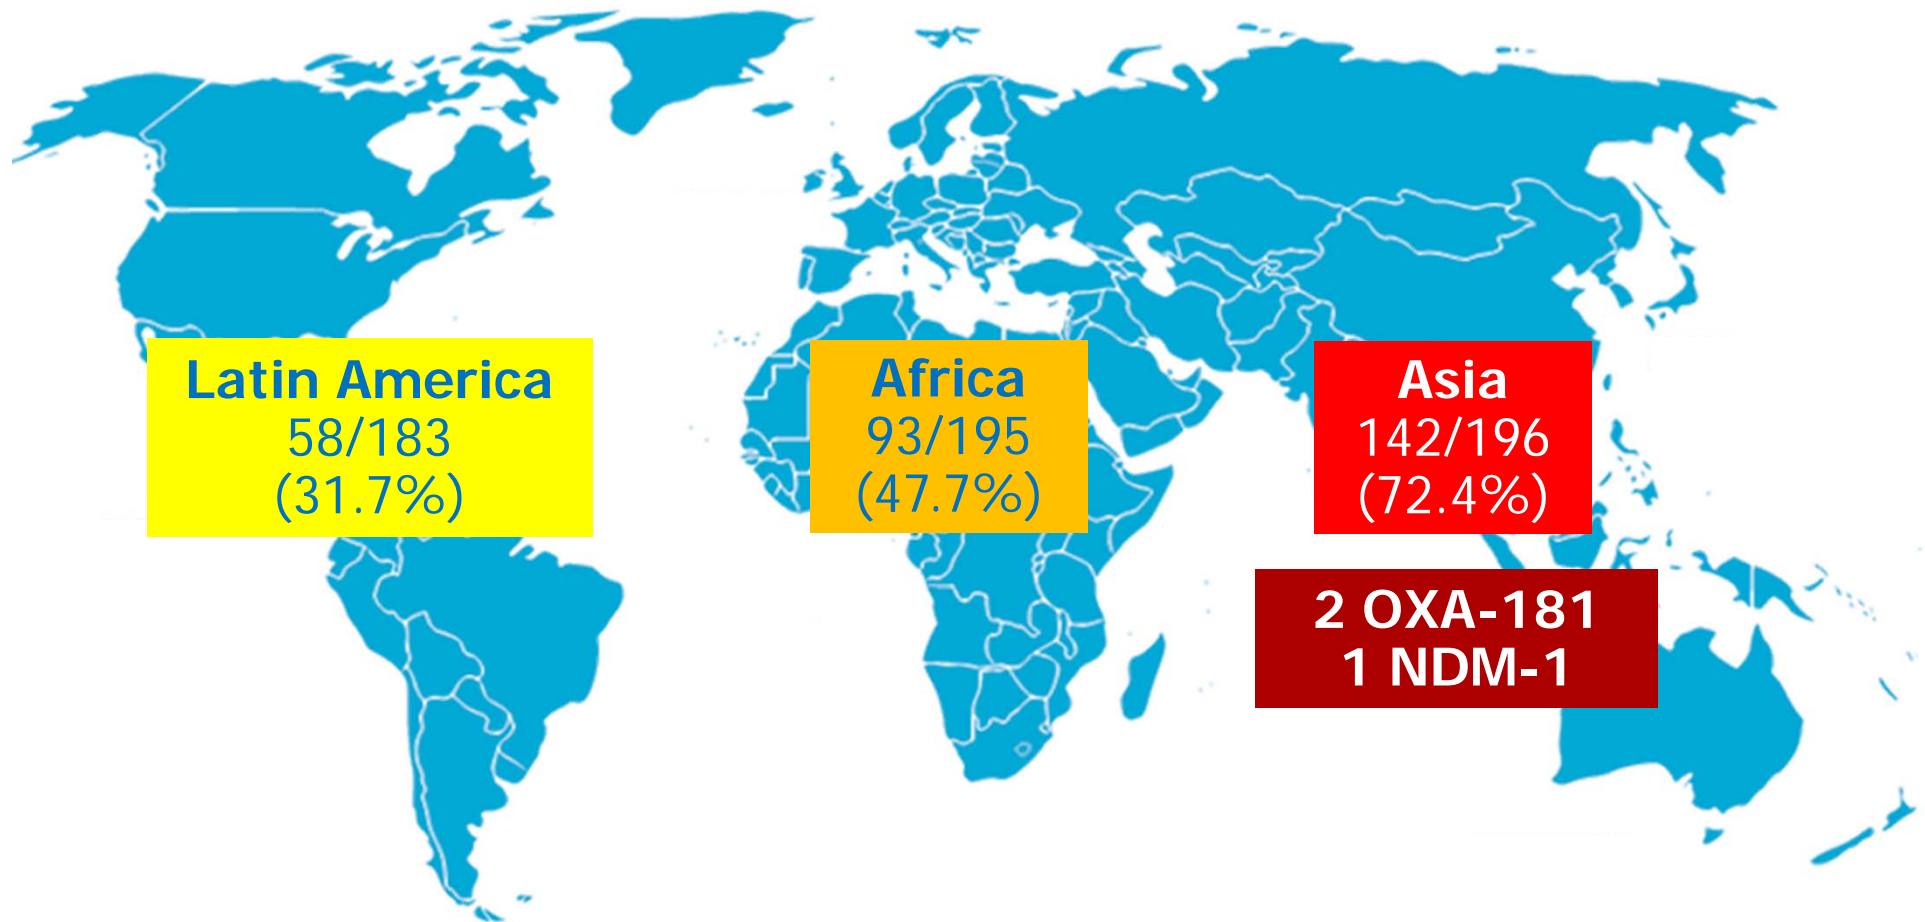 Latin America
58/183
(31.7%)
Africa
93/195
(47.7%)
Asia
142/196
(72.4%)
2 OXA-181
1 NDM-1